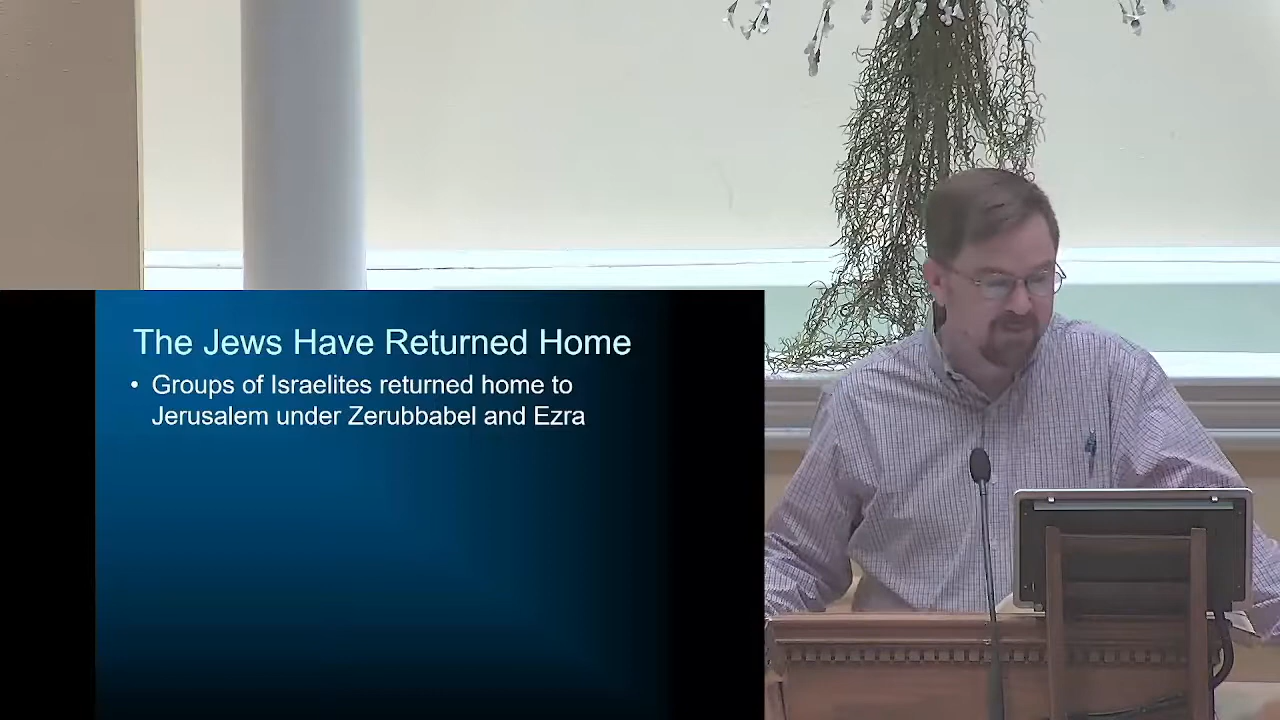 The Jews Have Returned Home
• Groups of Israelites returned home to
Jerusalem under Zerubbabel and Ezra